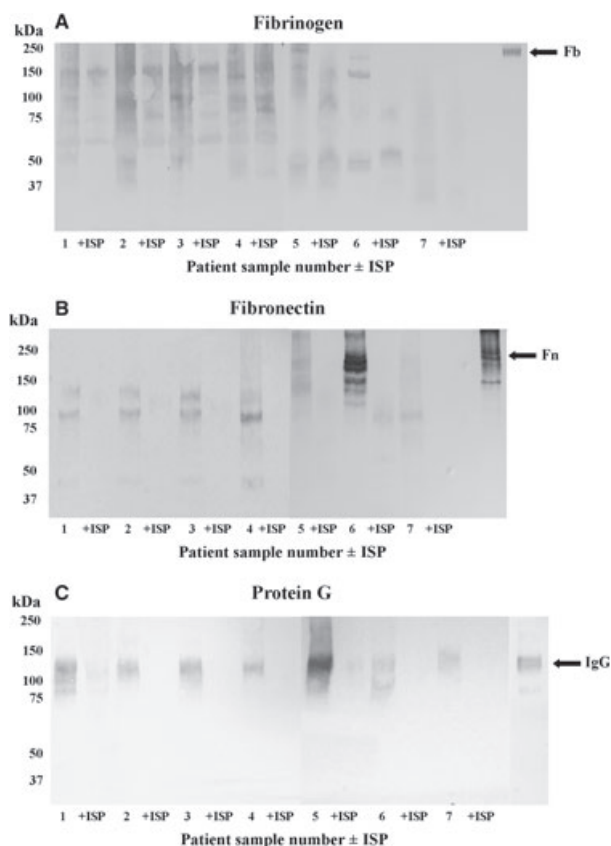 A
Fibrinogen
kDa
250
150
100
75
50
37
Fb
1 +ISP 2 +ISP 3 +ISP 4 +ISP 5 +ISP 6 +ISP 7 +ISP
Patient sample number ± ISP
B
Fibronectin
kDa
250
150
100
75
50
37
Fn
1 +ISP 2 +ISP 3 +ISP 4 +ISP 5 +ISP 6 +ISP 7 +ISP
Patient sample number ± ISP
C
Protein G
kDa
250
150
100
75
50
37
IgG
1 +ISP 2 +ISP 3 +ISP 4 +ISP 5 +ISP 6 +ISP 7 +ISP
Patient sample number ± ISP